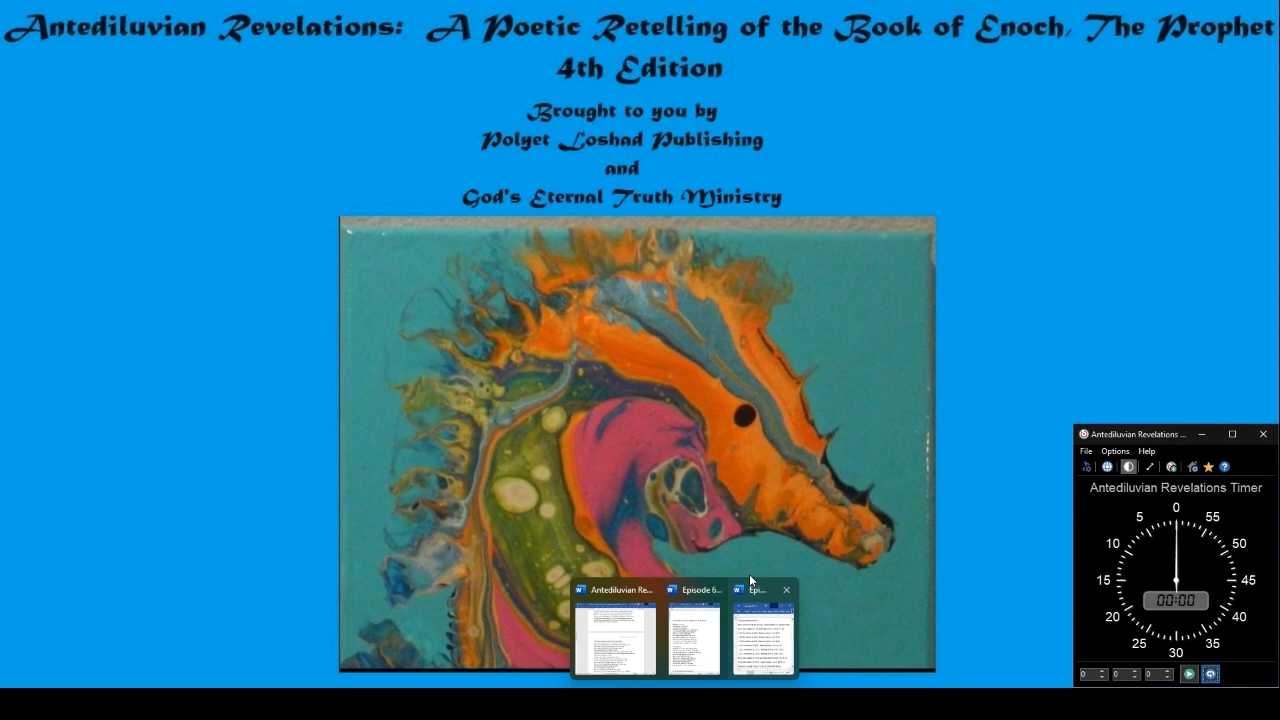 Antediluvian Revelations: A Poetic Retelling of the Book of Enoch, The Prophet
4th Edition
Brought to you by
Polyet Loshad Publishing
and
God's Eternal Truth Ministry
Antediluvian Revelations ...
File Options Help
Antediluvian Revelations Timer
0
5 55
10 50
15 45
00:00
20 40
25 35
30
0 0 0
Antediluvian Re... Episode 6... Epi...